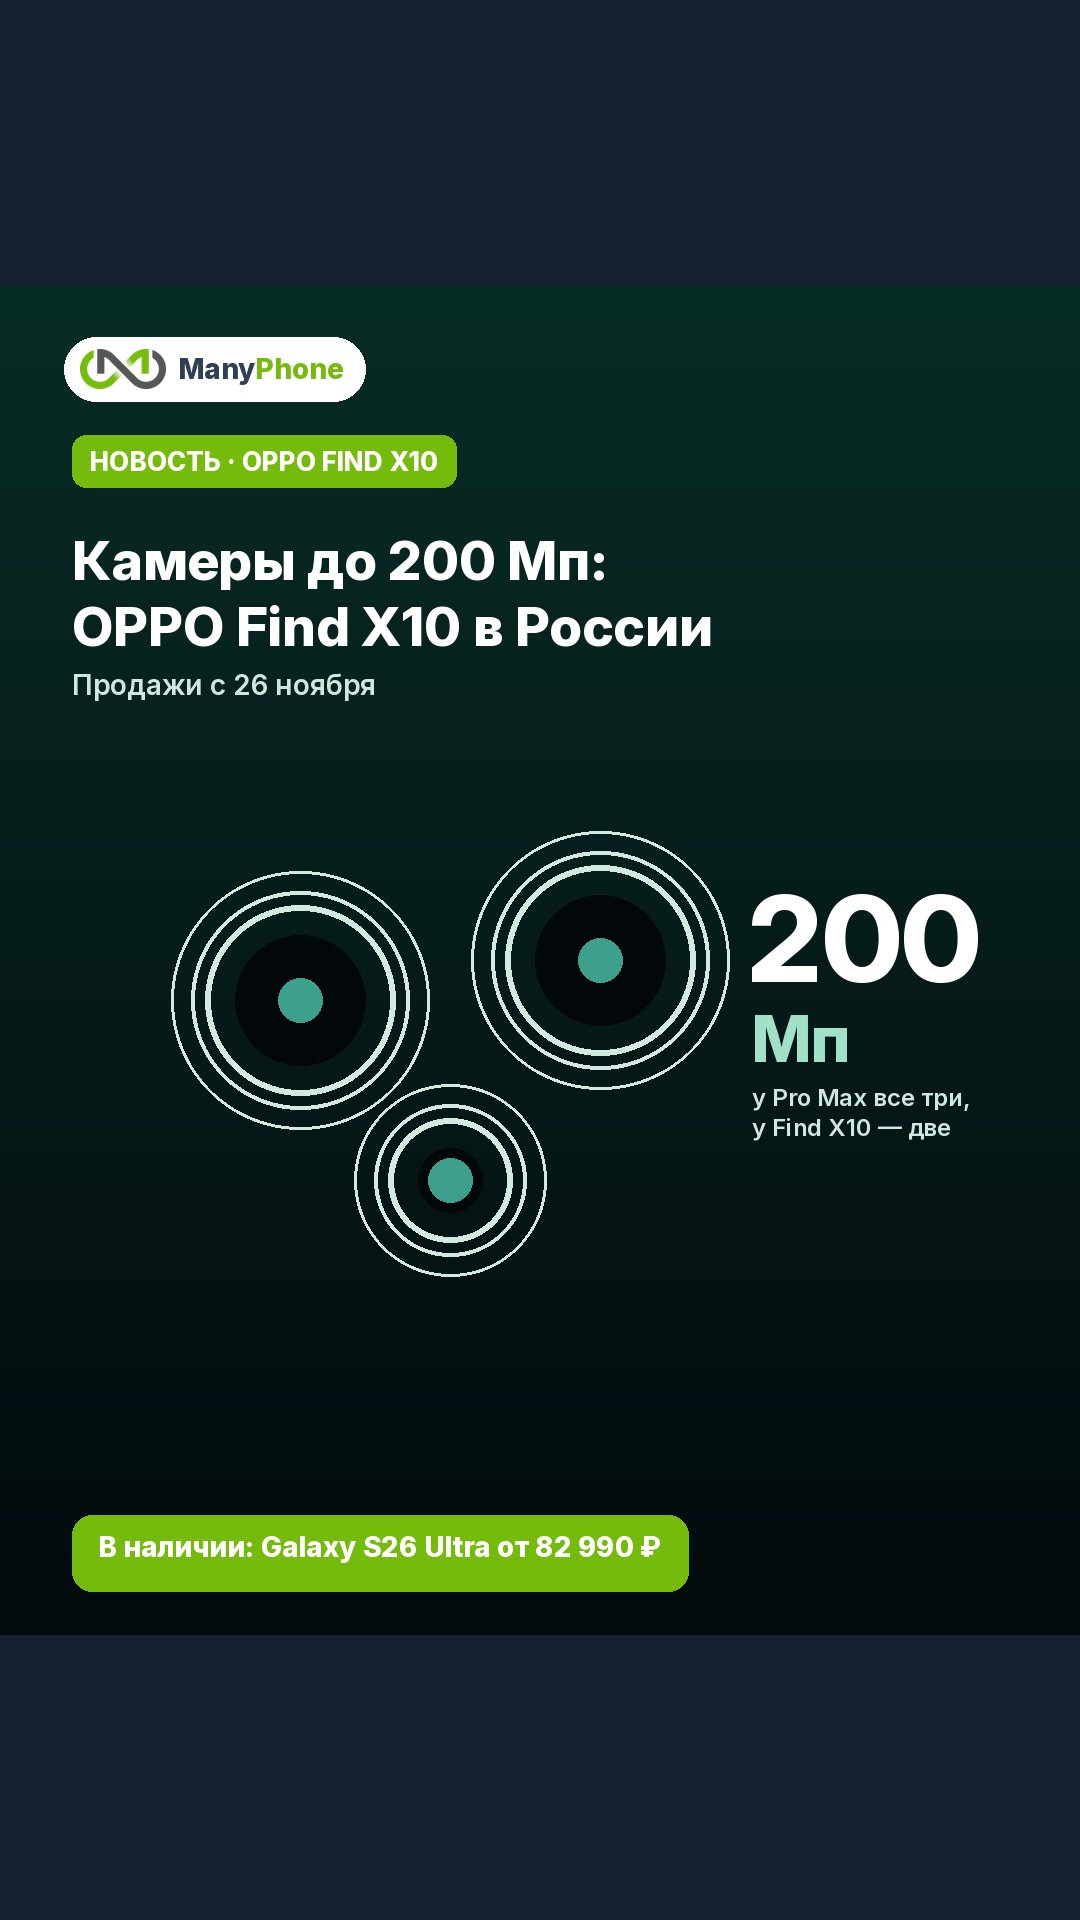 ManyPhone
НОВОСТЬ · OPPO FIND X10
Камеры до 200 Мп:
OPPO Find X10 в России
Продажи с 26 ноября
200
Мп
у Pro Max все три,
у Find X10 — две
В наличии: Galaxy S26 Ultra от 82 990 ₽